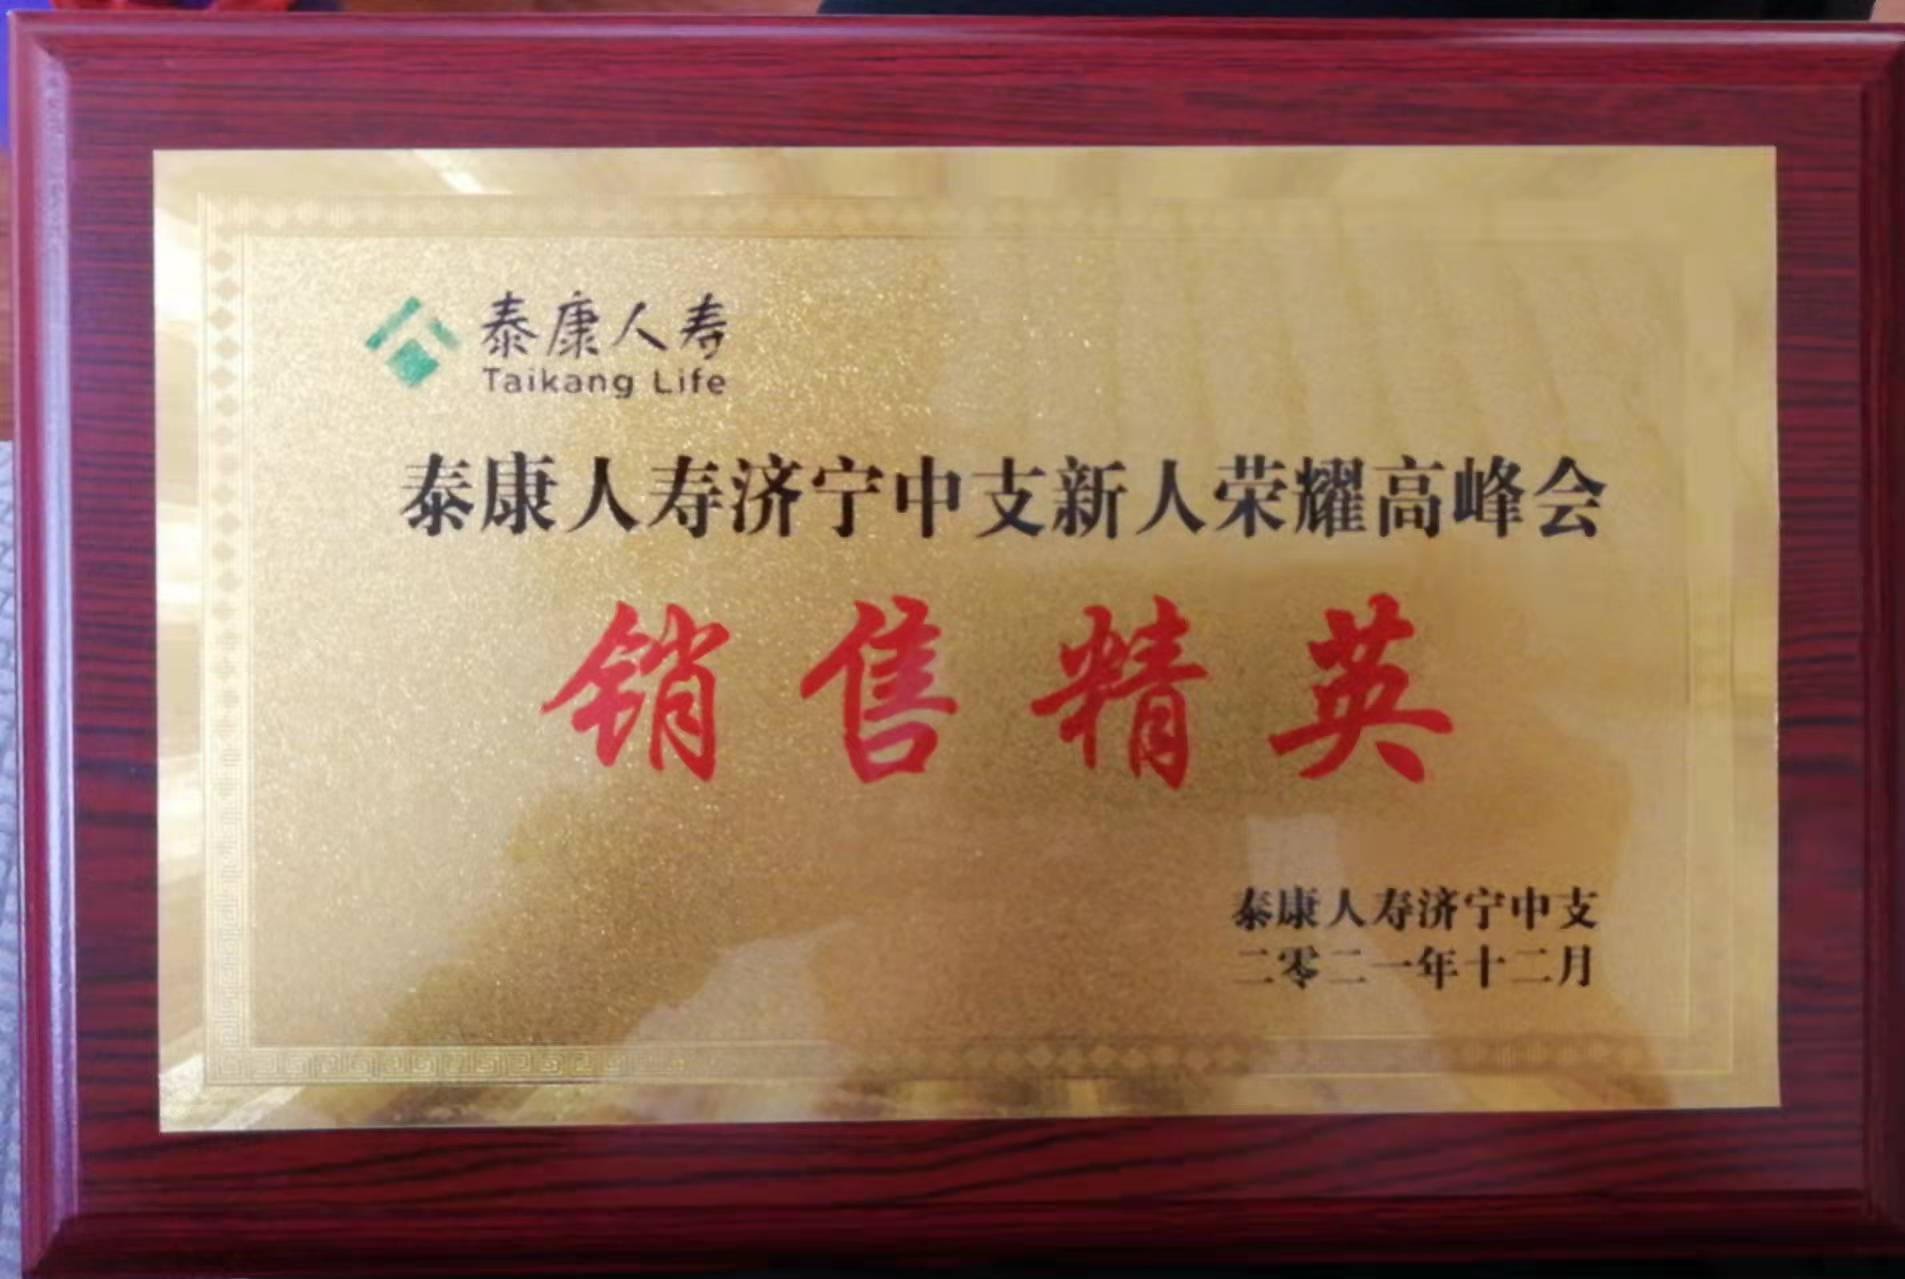 泰康人寿
Taikang Life
泰康人寿济宁中支新人荣耀高峰会
销售精英
泰康人寿济宁中支
二零二一年十二月